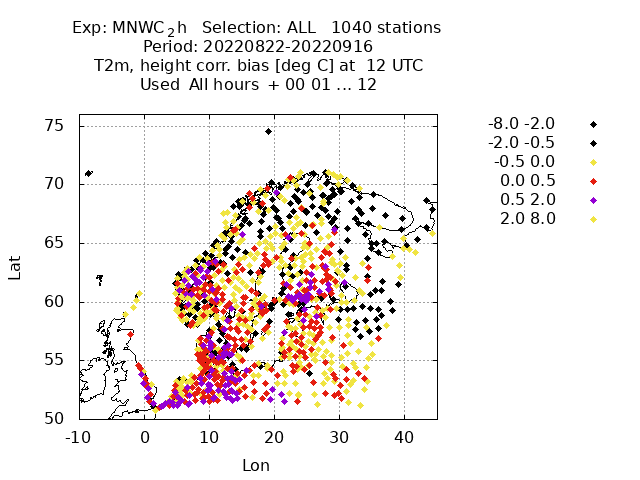 Exp: MNWC_2h Selection: ALL 1040 stations
Period: 20220822-20220916
T2m, height corr. bias [deg C] at 12 UTC
Used All hours + 00 01 ... 12
-8.0 -2.0
-2.0 -0.5
-0.5 0.0
0.0 0.5
0.5 2.0
2.0 8.0
75
70
65
60
55
50
Lat
-10 0 10 20 30 40
Lon